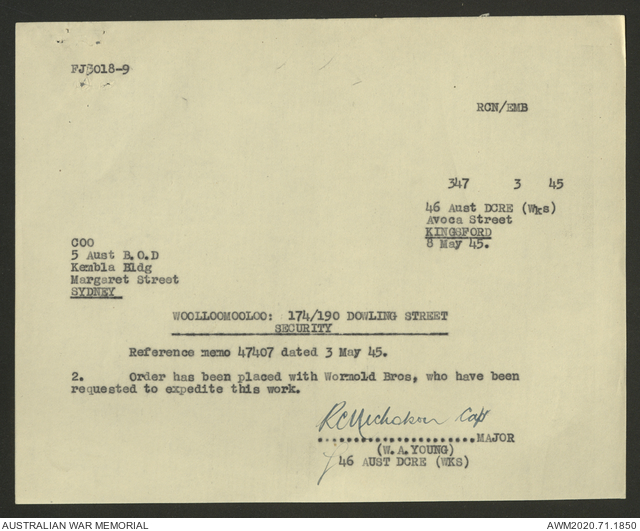 FJ3018-9
RCN/EMB
347 3 45
46 Aust DCRE (Wks)
Avoca Street
KINGSFORD
8 May 45.
COO
5 Aust B.O.D
Kembla Bldg
Margaret Street
SYDNEY
WOOLLOOMOOLOO: 174/190 DOWLING STREET
SECURITY
Reference memo 47407 dated 3 May 45.
2. Order has been placed with Wormold Bros, who have been
requested to expedite this work.
RCNicholson Cap
....................MAJOR
(W.A.YOUNG)
46 AUST DCRE (WKS)
AUSTRALIAN WAR MEMORIAL
AWM2020.71.1850